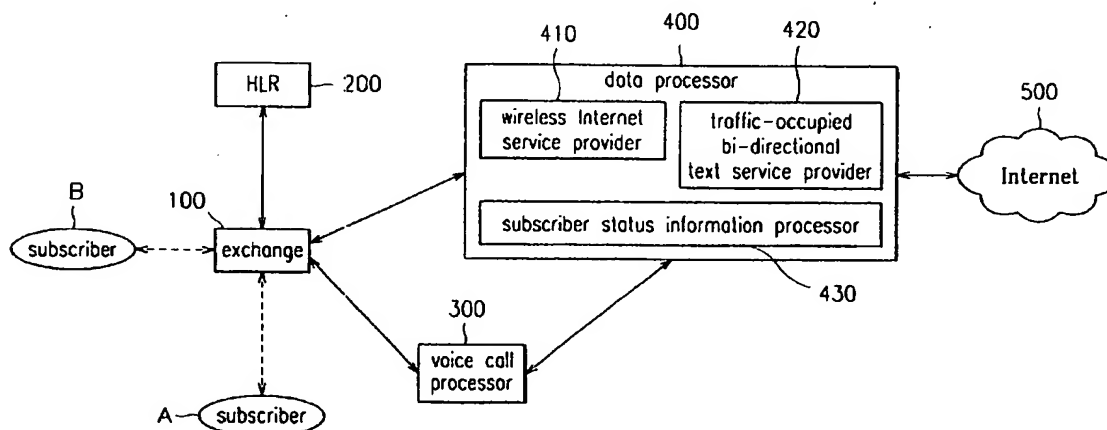 400
410
420
HLR
200
data processor
500
wireless Internet
service provider
traffic-occupied
bi-directional
text service provider
Internet
B
100
subscriber
exchange
subscriber status information processor
430
300
voice call
processor
A
subscriber